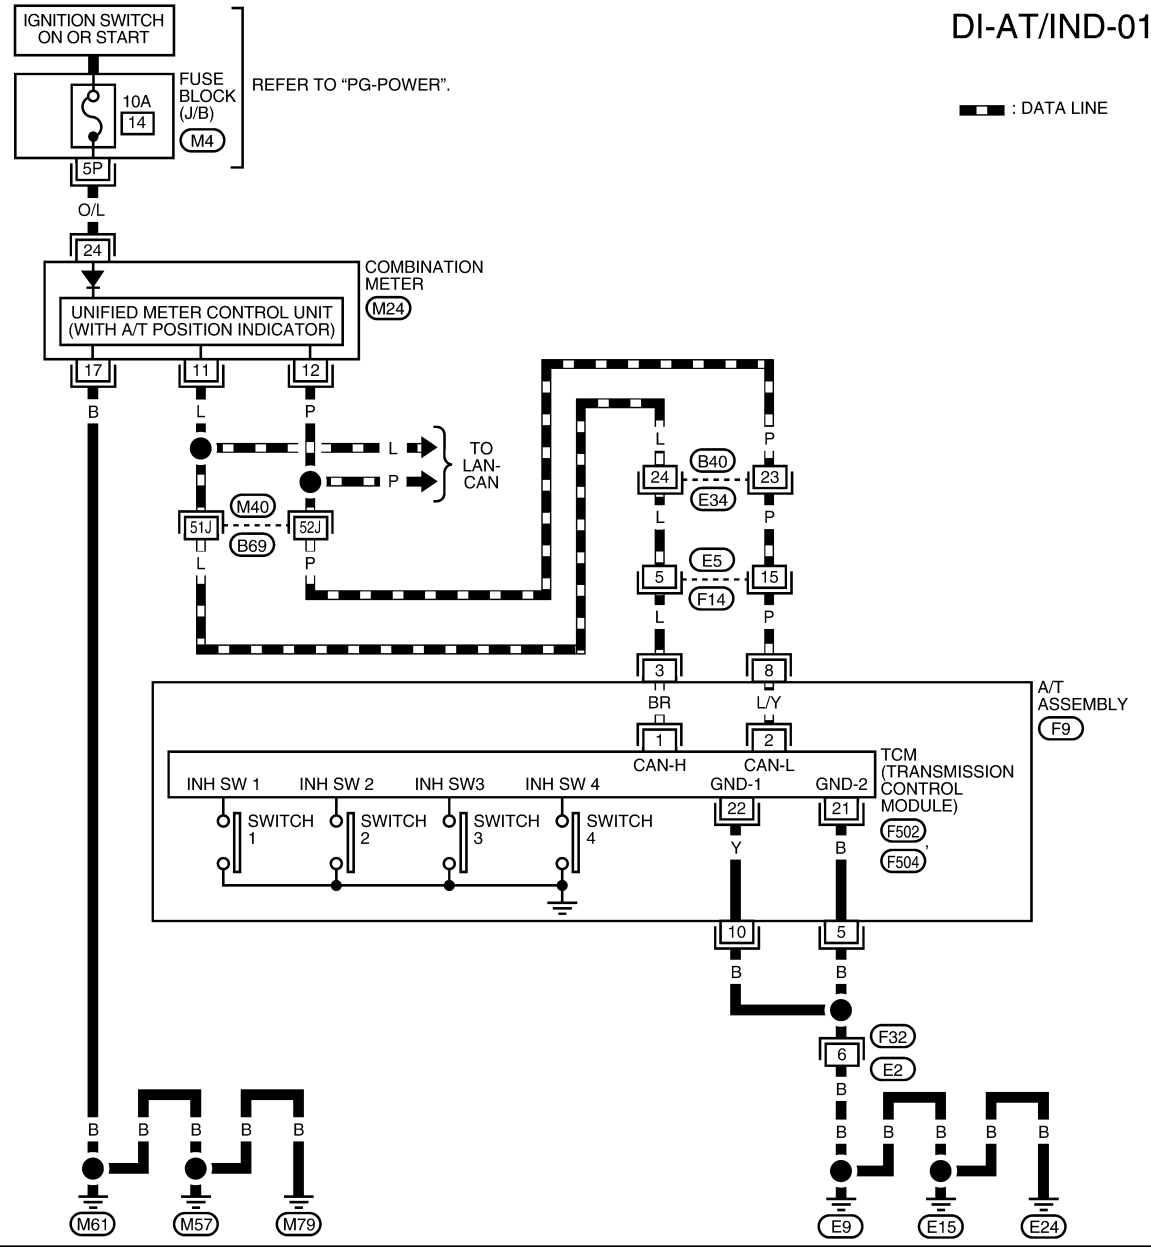 IGNITION SWITCH
ON OR START
DI-AT/IND-01
FUSE
BLOCK
(J/B)
M4
10A
14
REFER TO “PG-POWER”.
: DATA LINE
5P
O/L
24
COMBINATION
METER
M24
UNIFIED METER CONTROL UNIT
(WITH A/T POSITION INDICATOR)
17 11 12
B L P
L
P
TO
LAN-
CAN
L P
24 B40 23
E34
M40
51J 52J
B69
L P
L P
5 E5 15
F14
L P
3 8
A/T
ASSEMBLY
F9
BR L/Y
1 2
CAN-H CAN-L
TCM
(TRANSMISSION
CONTROL
MODULE)
F502 ,
F504
INH SW 1 INH SW 2 INH SW3 INH SW 4 GND-1 GND-2
22 21
SWITCH
1
SWITCH
2
SWITCH
3
SWITCH
4
Y B
10 5
B B
F32
6
E2
B
B B B B B
B B B B B
M61 M57 M79
E9 E15 E24